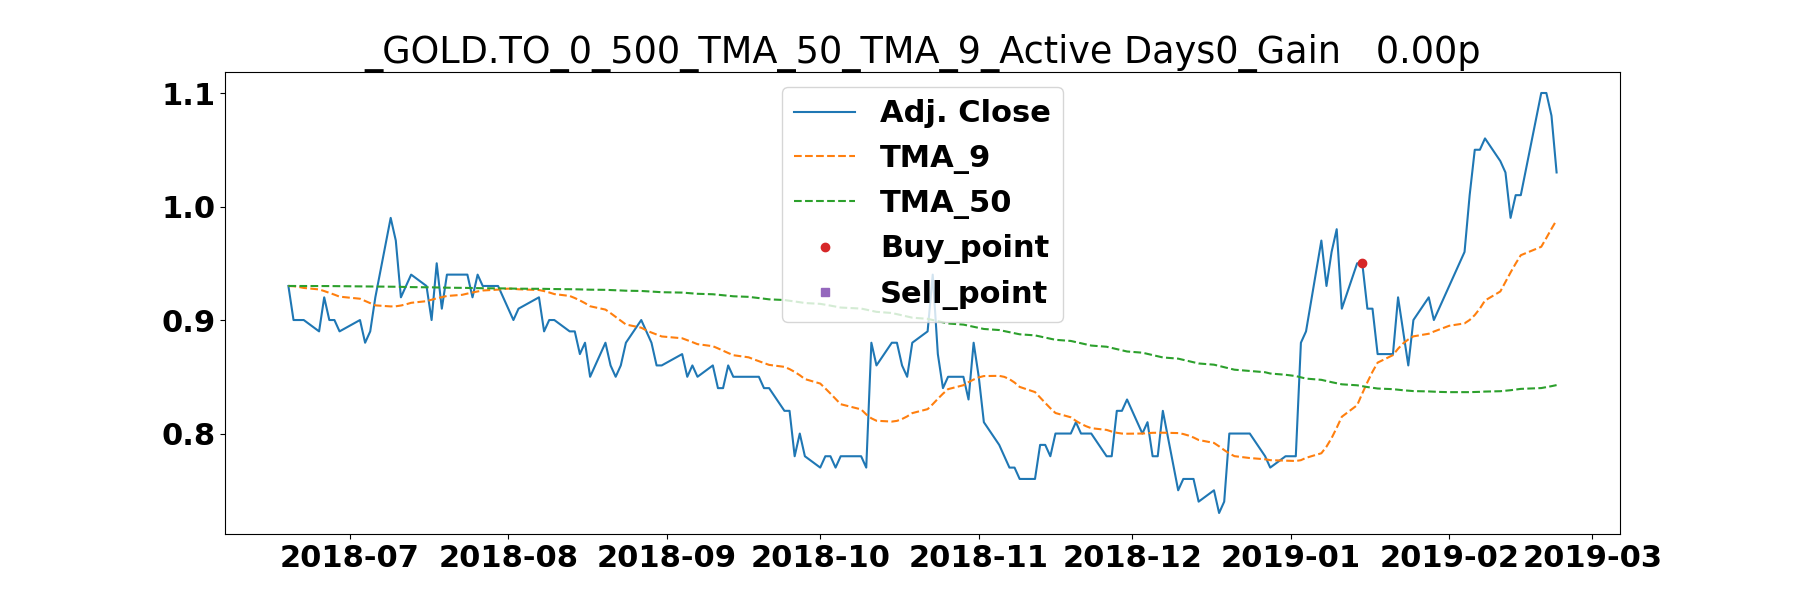 _GOLD.TO_0_500_TMA_50_TMA_9_Active Days0_Gain   0.00p
1.1
1.0
0.9
0.8
Adj. Close
TMA_9
TMA_50
Buy_point
Sell_point
2018-07 2018-08 2018-09 2018-10 2018-11 2018-12 2019-01 2019-02 2019-03